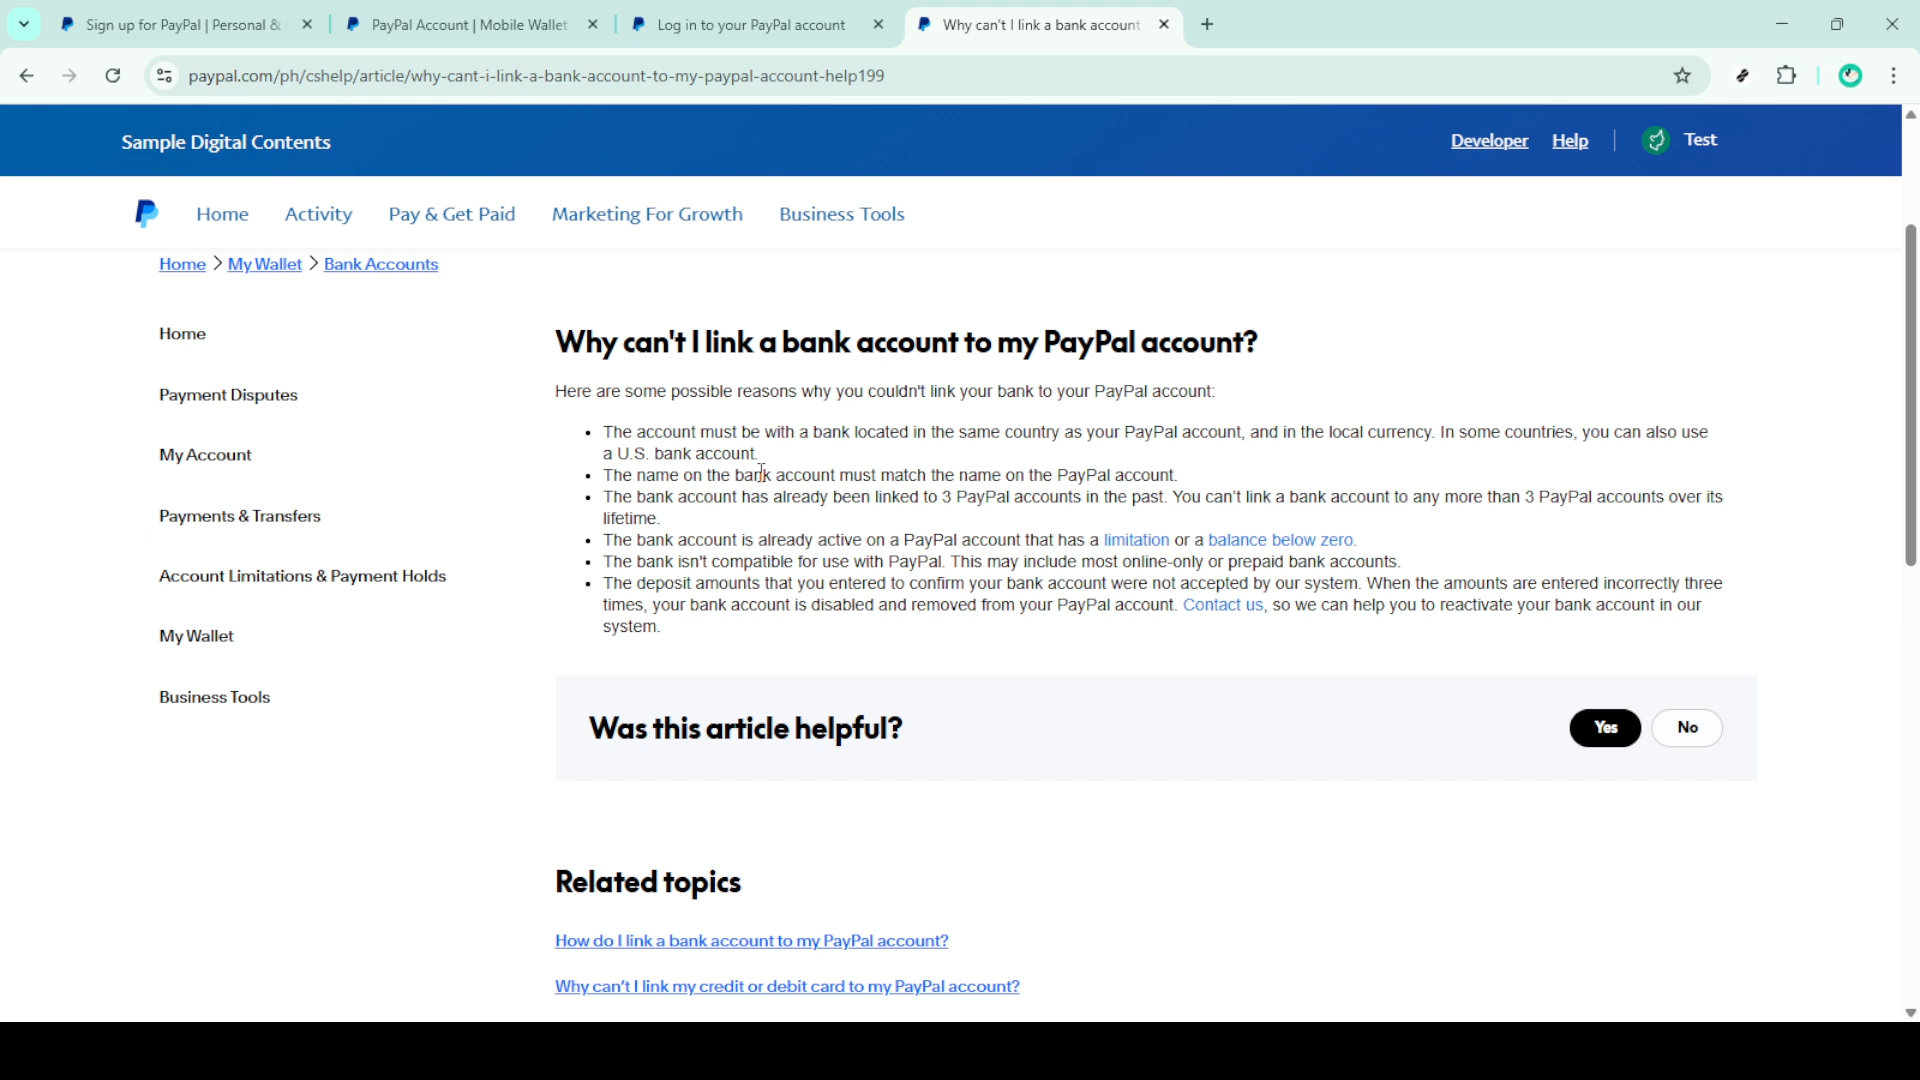 Sign up for PayPal | Personal &
PayPal Account | Mobile Wallet
Log in to your PayPal account
Why can't I link a bank account
paypal.com/ph/cshelp/article/why-cant-i-link-a-bank-account-to-my-paypal-account-help199
Sample Digital Contents
Developer
Help
Test
Home
Activity
Pay & Get Paid
Marketing For Growth
Business Tools
Home > My Wallet > Bank Accounts
Home
Payment Disputes
My Account
Payments & Transfers
Account Limitations & Payment Holds
My Wallet
Business Tools
Why can't I link a bank account to my PayPal account?
Here are some possible reasons why you couldn't link your bank to your PayPal account:
• The account must be with a bank located in the same country as your PayPal account, and in the local currency. In some countries, you can also use
a U.S. bank account.
• The name on the bank account must match the name on the PayPal account.
• The bank account has already been linked to 3 PayPal accounts in the past. You can't link a bank account to any more than 3 PayPal accounts over its
lifetime.
• The bank account is already active on a PayPal account that has a limitation or a balance below zero.
• The bank isn't compatible for use with PayPal. This may include most online-only or prepaid bank accounts.
• The deposit amounts that you entered to confirm your bank account were not accepted by our system. When the amounts are entered incorrectly three
times, your bank account is disabled and removed from your PayPal account. Contact us, so we can help you to reactivate your bank account in our
system.
Was this article helpful?
Yes
No
Related topics
How do I link a bank account to my PayPal account?
Why can't I link my credit or debit card to my PayPal account?